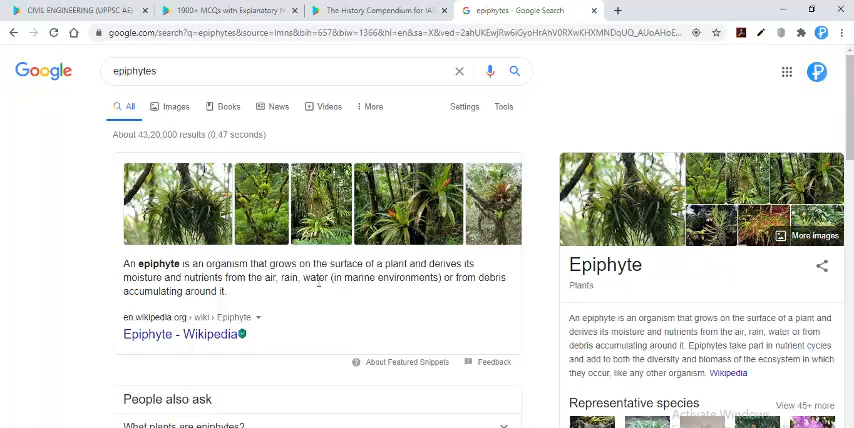 CIVIL ENGINEERING (UPPSC AE)
1900+ MCQs with Explanatory
The History Compendium for IAS
epiphytes - Google Search
google.com/search?q=epiphytes&source=lnms&bih=657&biw=1366&hl=en&sa=X&ved=
Google
epiphytes
All Images Books News Videos More Settings Tools
About 43,20,000 results (0.47 seconds)
An epiphyte is an organism that grows on the surface of a plant and derives its
moisture and nutrients from the air, rain, water (in marine environments) or from debris
accumulating around it.
en.wikipedia.org › wiki › Epiphyte
Epiphyte - Wikipedia
About Featured Snippets Feedback
People also ask
What plants are epiphytes?
More images
Epiphyte
Plants
An epiphyte is an organism that grows on the surface of a plant and
derives its moisture and nutrients from the air, rain, water or from
debris accumulating around it. Epiphytes take part in nutrient cycles
and add to both the diversity and biomass of the ecosystem in which
they occur, like any other organism. Wikipedia
Representative species
View 45+ more
Activate Windows